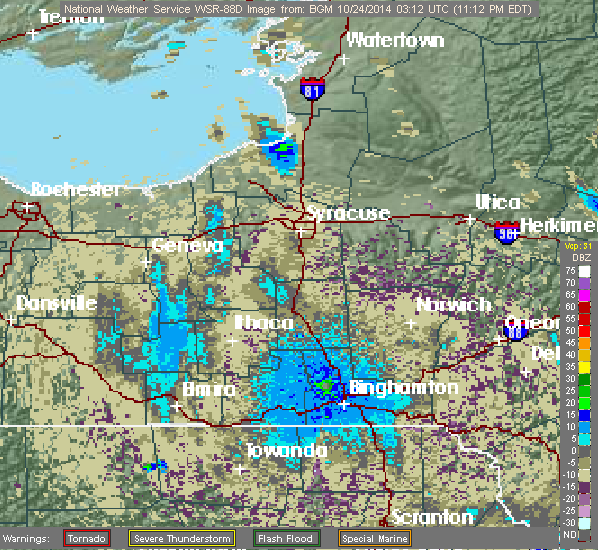 National Weather Service WSR-88D Image from: BGM 10/24/2014 03:12 UTC (11:12 PM EDT)
Trenton
Watertown
81
Rochester
Utica
Syracuse
Herkimer
90
Vcp:31
Geneva
DBZ
75
70
65
60
Dansville
Norwich
55
Ithaca
Oneon
50
88
45
Del
40
35
30
Elmira
Binghamton
25
20
15
10
5
0
Towanda
-5
-10
-15
-20
Scranton
-25
-30
ND
Warnings:
Tornado
Severe Thunderstorm
Flash Flood
Special Marine